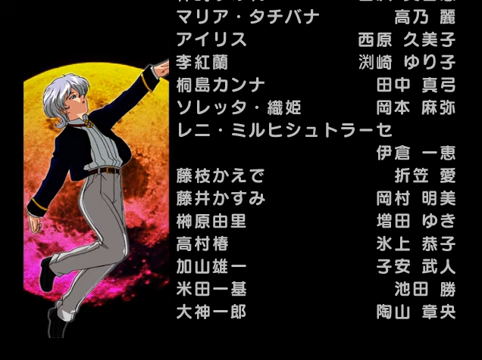 マリア・タチバナ 高乃 麗
アイリス 西原 久美子
李紅蘭 渕崎 ゆり子
桐島カンナ 田中 真弓
ソレッタ・織姫 岡本 麻弥
レニ・ミルヒシュトラーセ
伊倉 一恵
藤枝かえで 折笠 愛
藤井かすみ 岡村 明美
榊原由里 増田 ゆき
高村椿 氷上 恭子
加山雄一 子安 武人
米田一基 池田 勝
大神一郎 陶山 章央